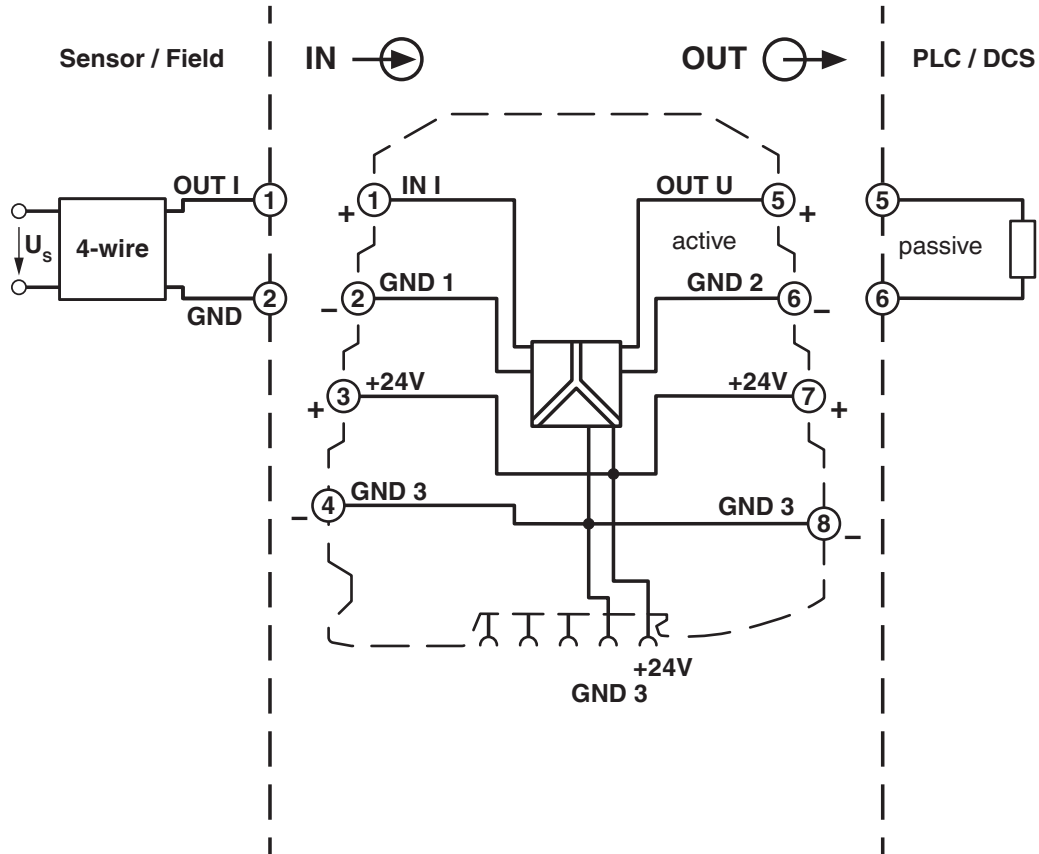 Sensor / Field
IN
OUT
PLC / DCS
OUT I
1
1
IN I
OUT U
5
5
+
+
U_S
4-wire
active
passive
GND
2
2
GND 1
GND 2
6
6
–
–
3
+24V
+24V
7
+
+
4
GND 3
GND 3
8
–
–
+24V
GND 3